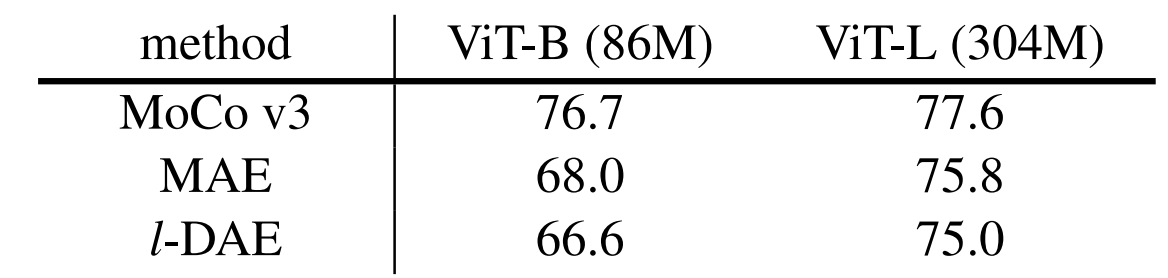 method ViT-B (86M) ViT-L (304M)
MoCo v3 76.7 77.6
MAE 68.0 75.8
l-DAE 66.6 75.0